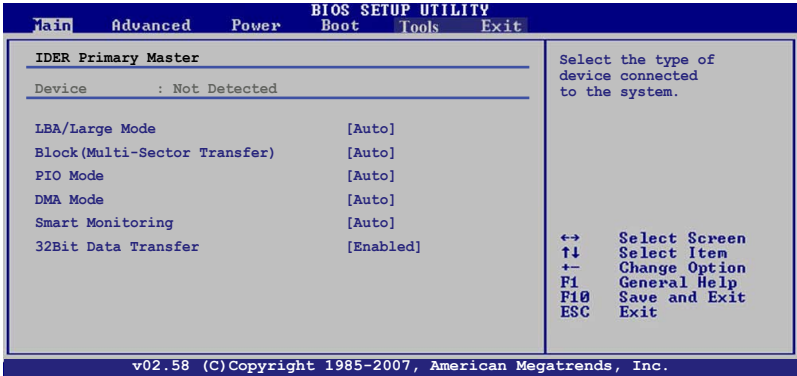 BIOS SETUP UTILITY
Main Advanced Power Boot Tools Exit
IDER Primary Master
Device : Not Detected
LBA/Large Mode [Auto]
Block(Multi-Sector Transfer) [Auto]
PIO Mode [Auto]
DMA Mode [Auto]
Smart Monitoring [Auto]
32Bit Data Transfer [Enabled]
Select the type of
device connected
to the system.
←→ Select Screen
↑↓ Select Item
+- Change Option
F1 General Help
F10 Save and Exit
ESC Exit
v02.58 (C)Copyright 1985-2007, American Megatrends, Inc.